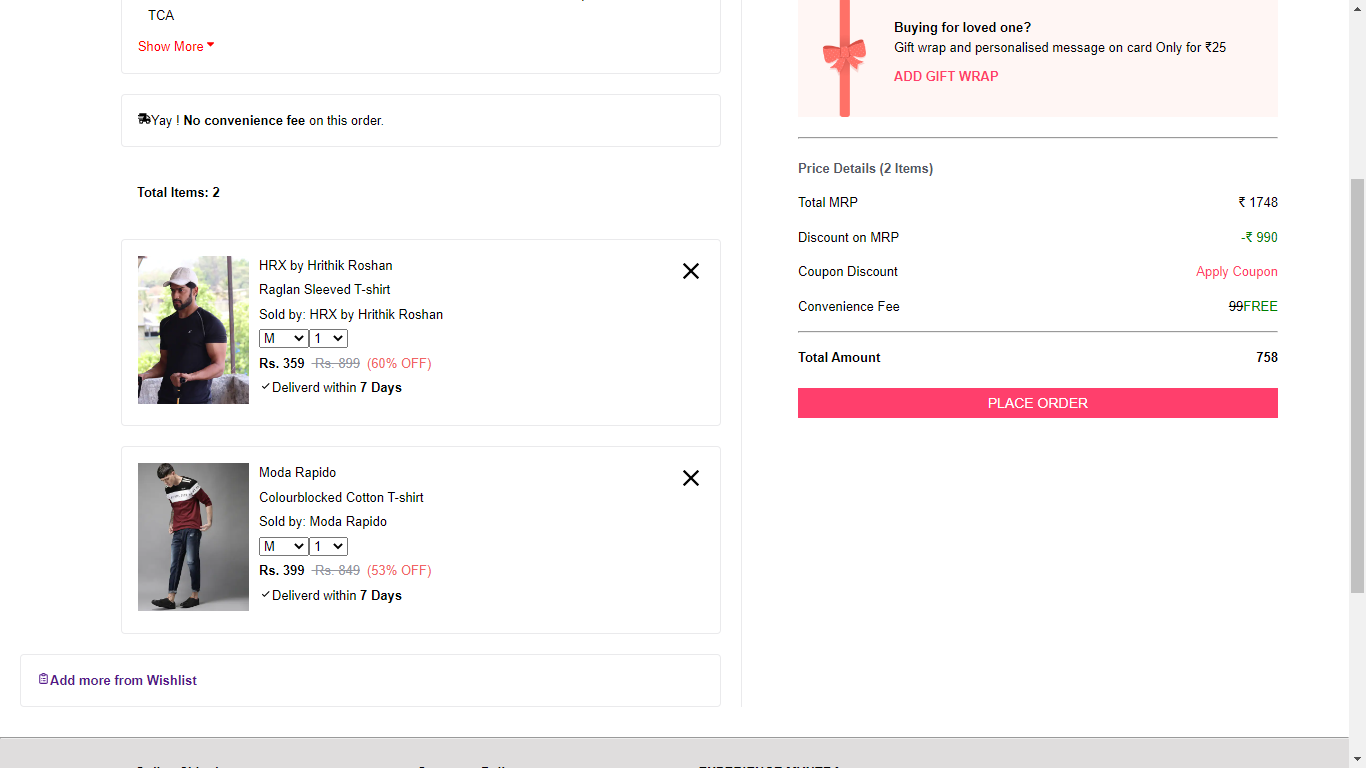 TCA
Show More
Yay ! No convenience fee on this order.
Total Items: 2
HRX by Hrithik Roshan
Raglan Sleeved T-shirt
Sold by: HRX by Hrithik Roshan
M 1
Rs. 359 Rs. 899 (60% OFF)
Deliverd within 7 Days
Moda Rapido
Colourblocked Cotton T-shirt
Sold by: Moda Rapido
M 1
Rs. 399 Rs. 849 (53% OFF)
Deliverd within 7 Days
Add more from Wishlist
Buying for loved one?
Gift wrap and personalised message on card Only for ₹25
ADD GIFT WRAP
Price Details (2 Items)
Total MRP ₹ 1748
Discount on MRP -₹ 990
Coupon Discount Apply Coupon
Convenience Fee 99FREE
Total Amount 758
PLACE ORDER